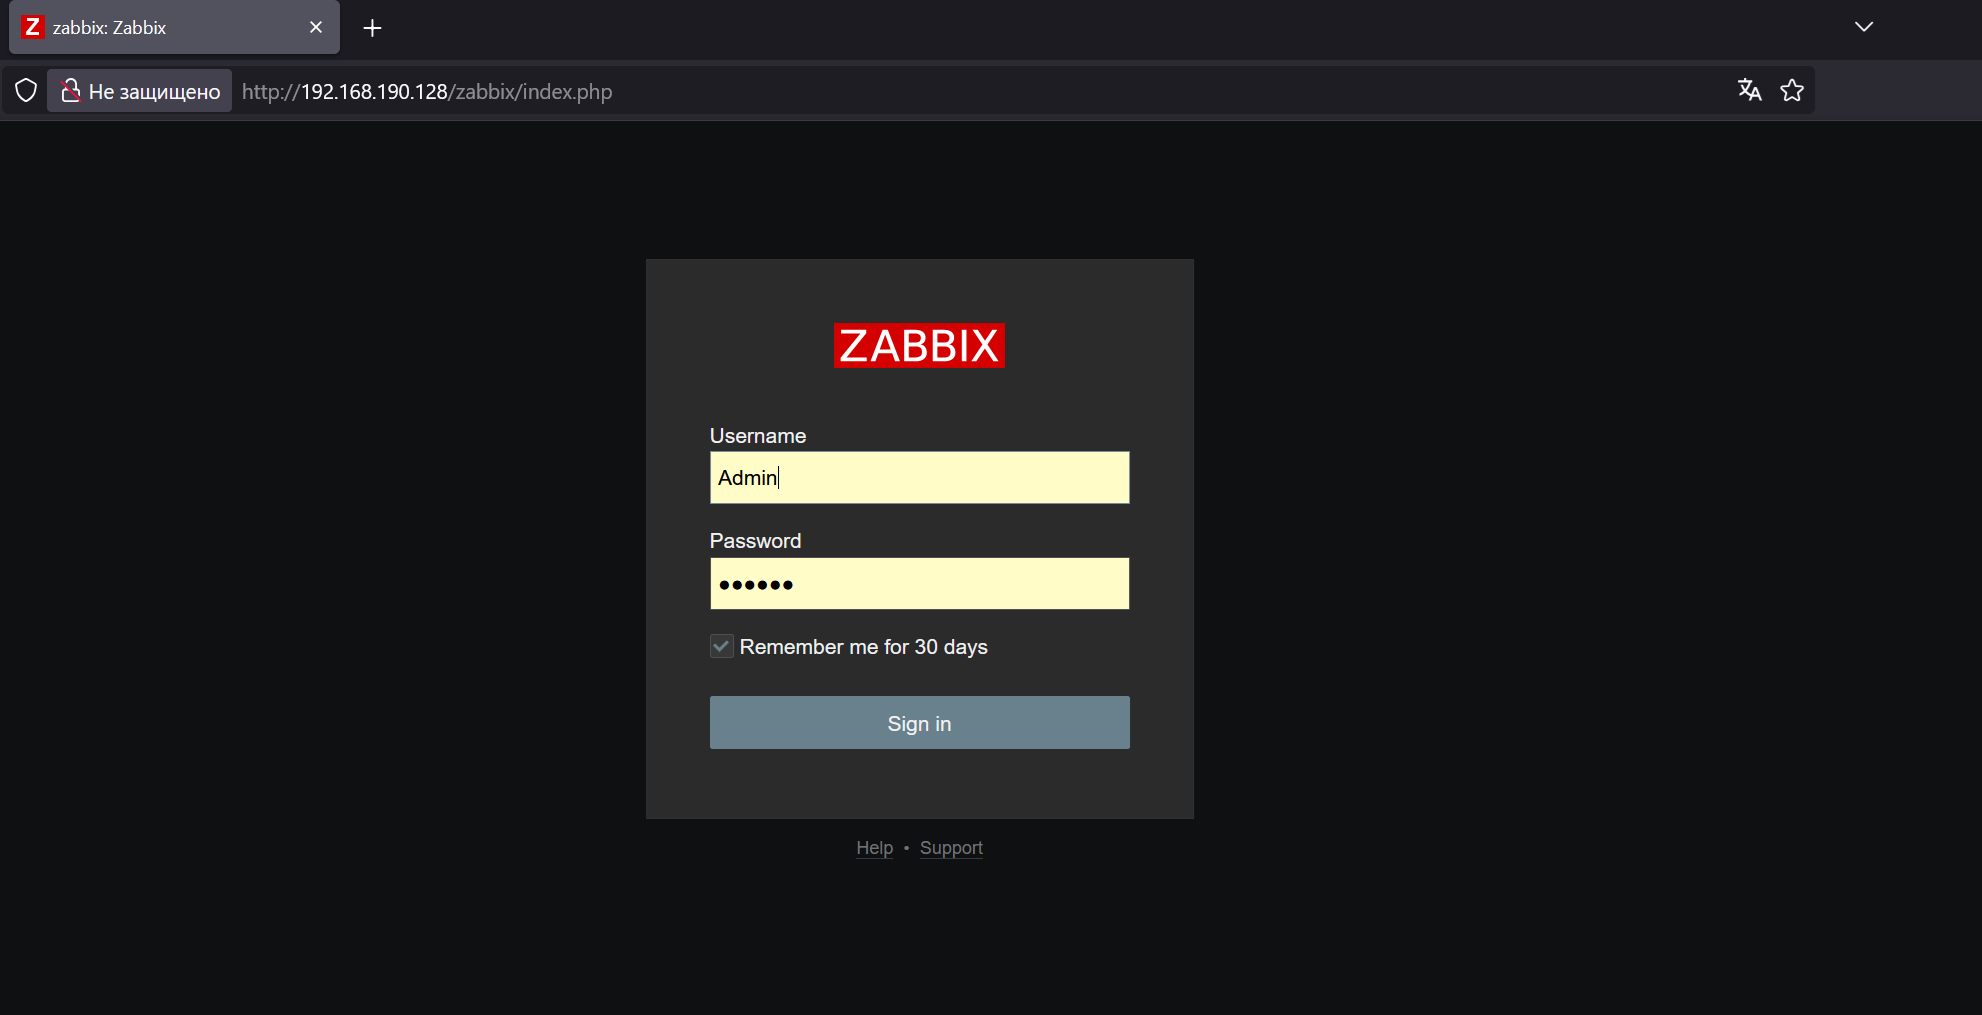 Z zabbix: Zabbix
Не защищено http://192.168.190.128/zabbix/index.php
ZABBIX
Username
Admin
Password
••••••
Remember me for 30 days
Sign in
Help • Support